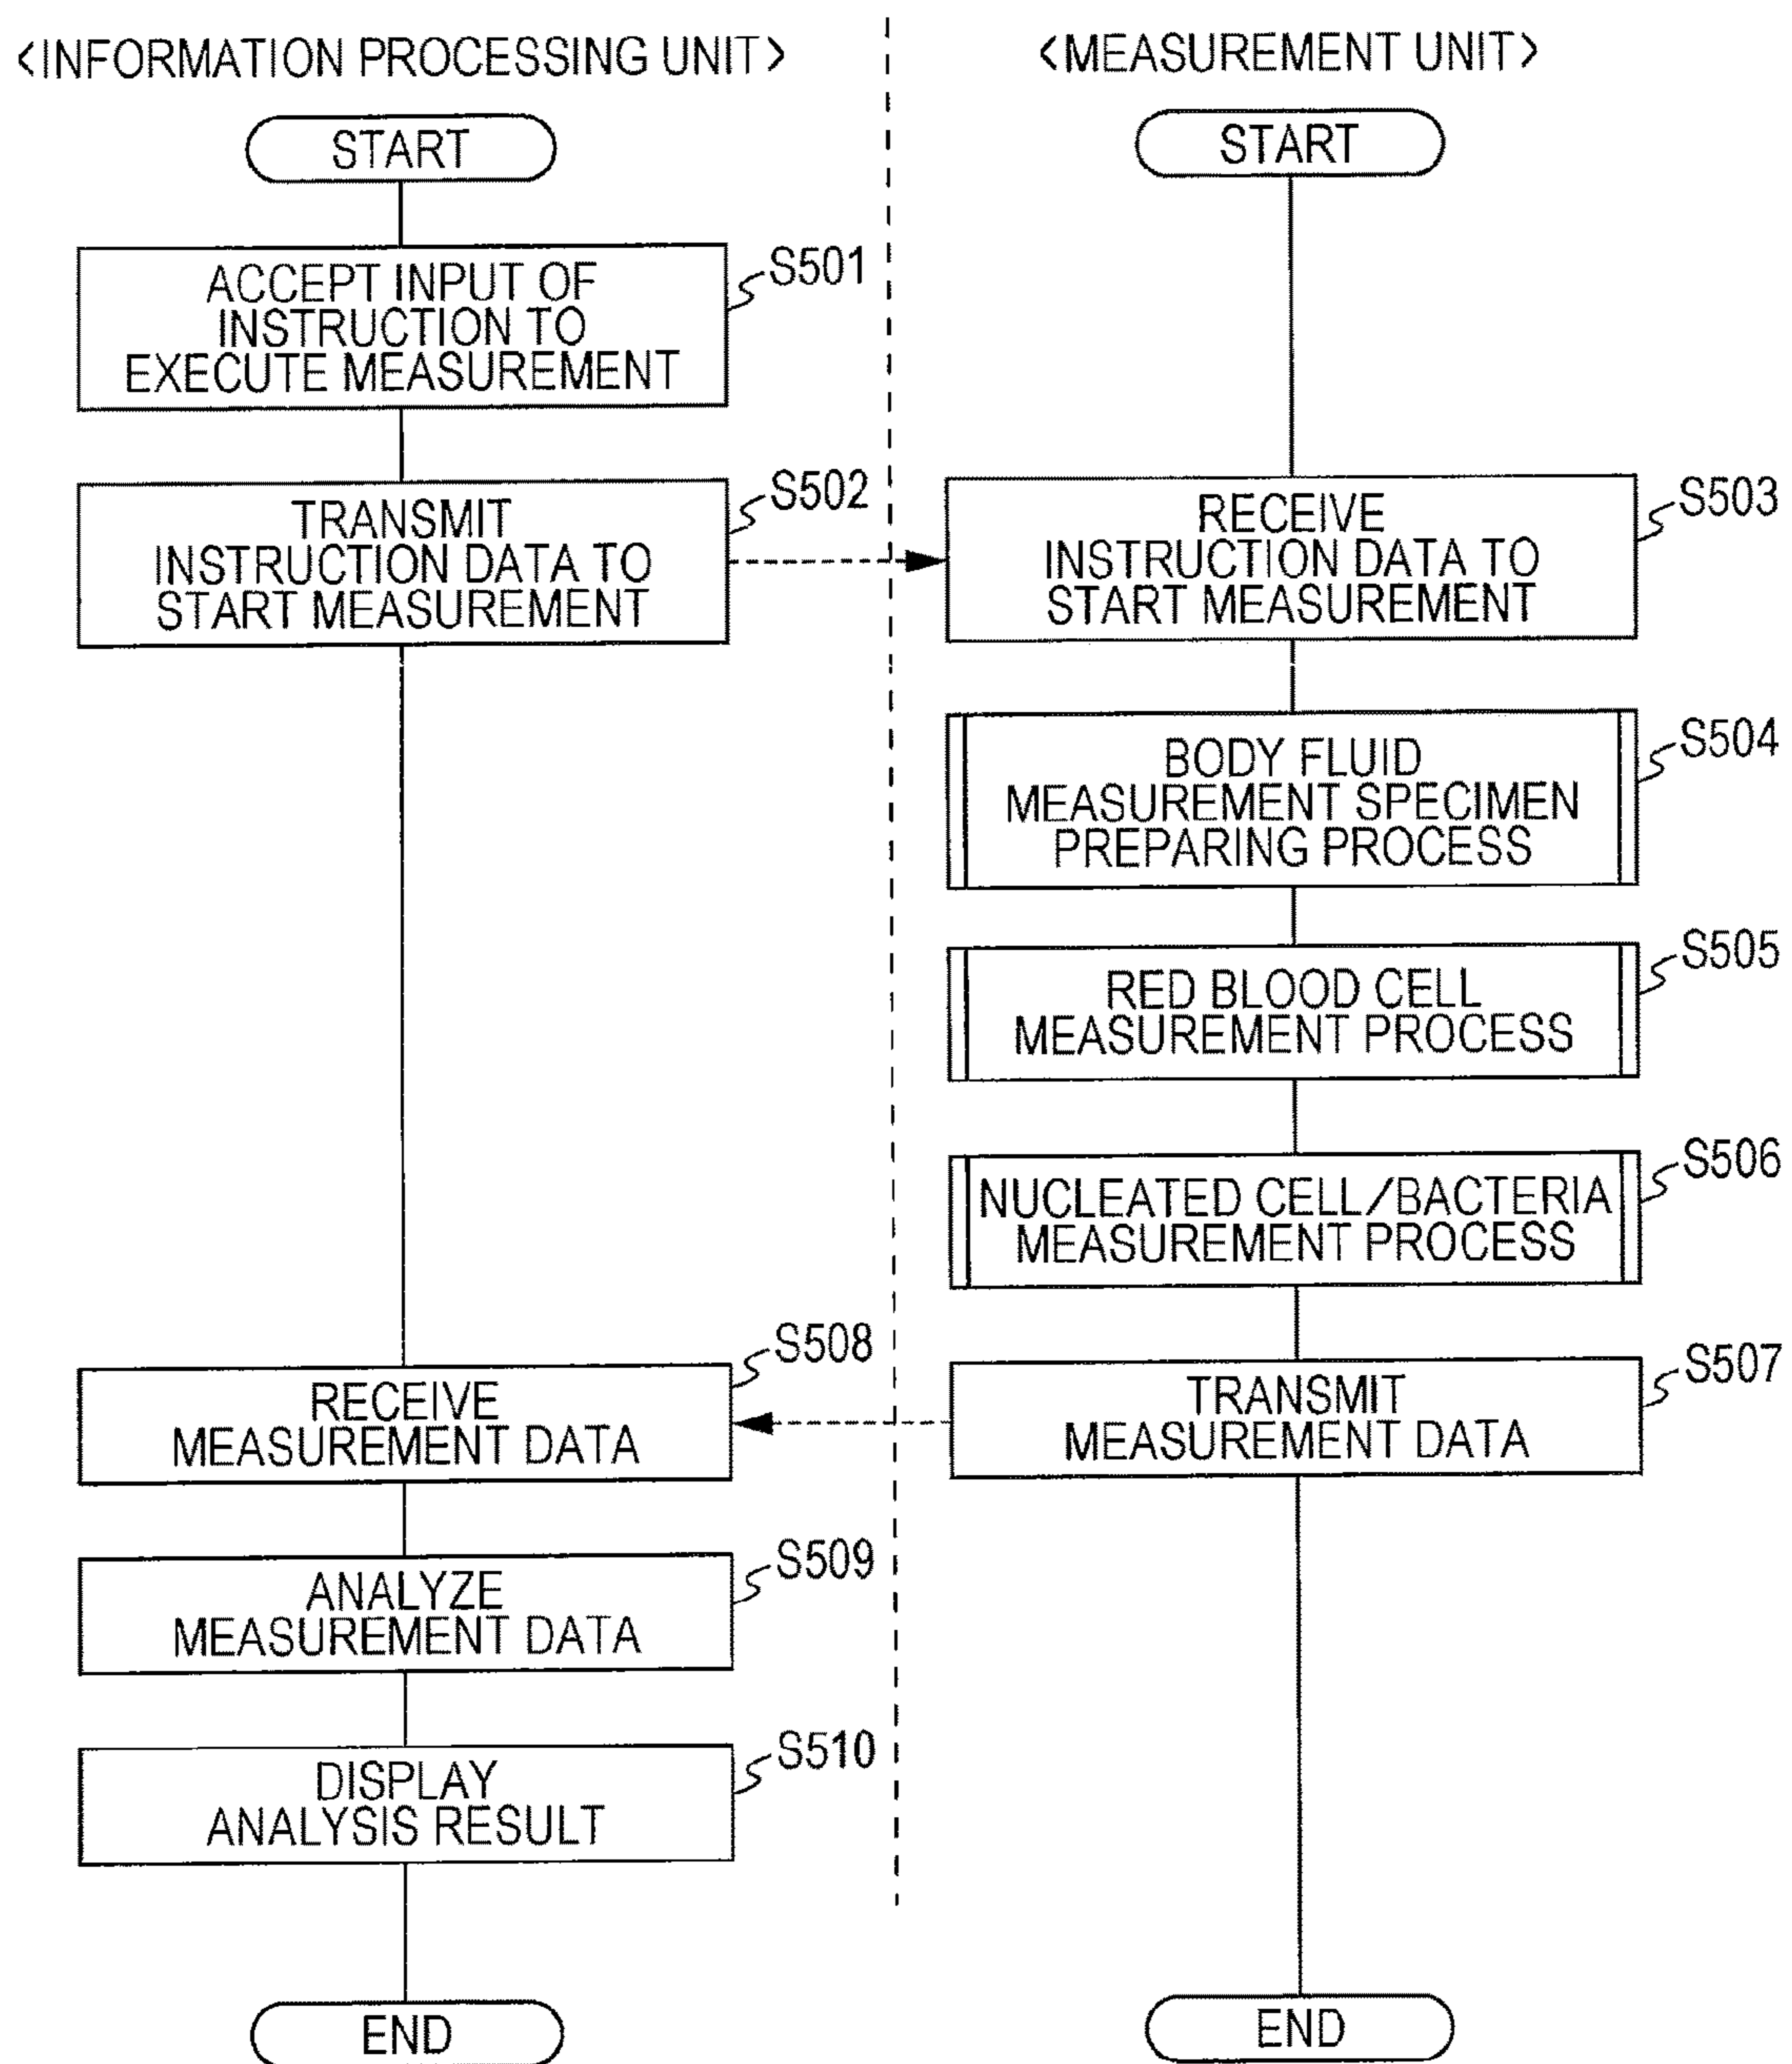 <INFORMATION PROCESSING UNIT>
START
ACCEPT INPUT OF
INSTRUCTION TO
EXECUTE MEASUREMENT
S501
TRANSMIT
INSTRUCTION DATA TO
START MEASUREMENT
S502
RECEIVE
MEASUREMENT DATA
S508
ANALYZE
MEASUREMENT DATA
S509
DISPLAY
ANALYSIS RESULT
S510
END
<MEASUREMENT UNIT>
START
RECEIVE
INSTRUCTION DATA TO
START MEASUREMENT
S503
BODY FLUID
MEASUREMENT SPECIMEN
PREPARING PROCESS
S504
RED BLOOD CELL
MEASUREMENT PROCESS
S505
NUCLEATED CELL/BACTERIA
MEASUREMENT PROCESS
S506
TRANSMIT
MEASUREMENT DATA
S507
END